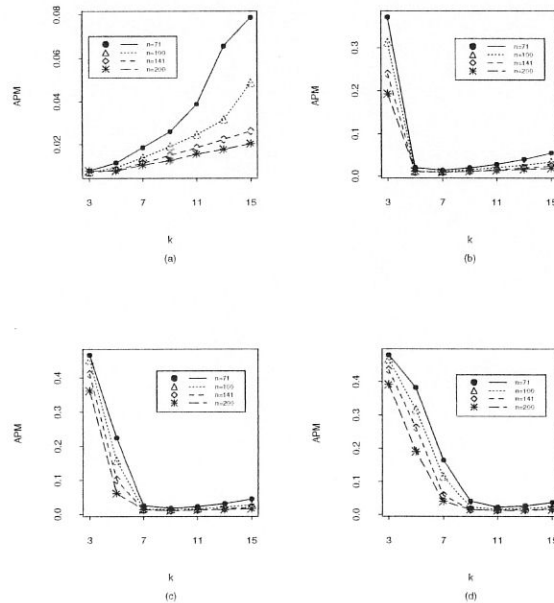 APM
0.02 0.04 0.06 0.08
n=71
n=100
n=141
n=200
3 7 11 15
k
(a)
APM
0.0 0.1 0.2 0.3
n=71
n=100
n=141
n=200
3 7 11 15
k
(b)
APM
0.0 0.1 0.2 0.3 0.4
n=71
n=100
n=141
n=200
3 7 11 15
k
(c)
APM
0.0 0.1 0.2 0.3 0.4
n=71
n=100
n=141
n=200
3 7 11 15
k
(d)